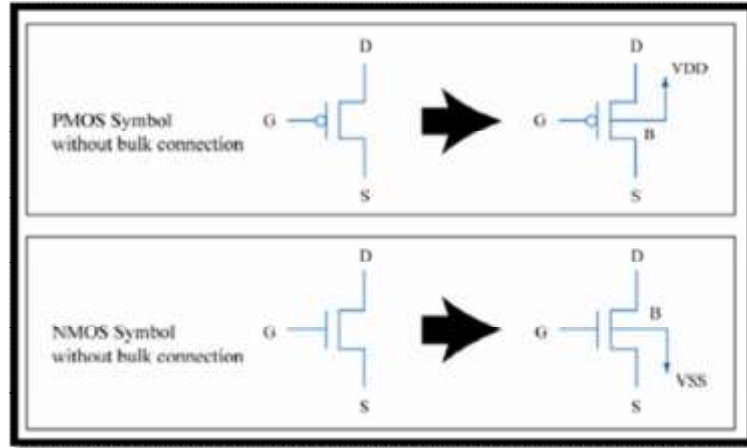 D
D
VDD
PMOS Symbol
without bulk connection
G
G
B
S
S
D
D
NMOS Symbol
without bulk connection
G
G
B
VSS
S
S